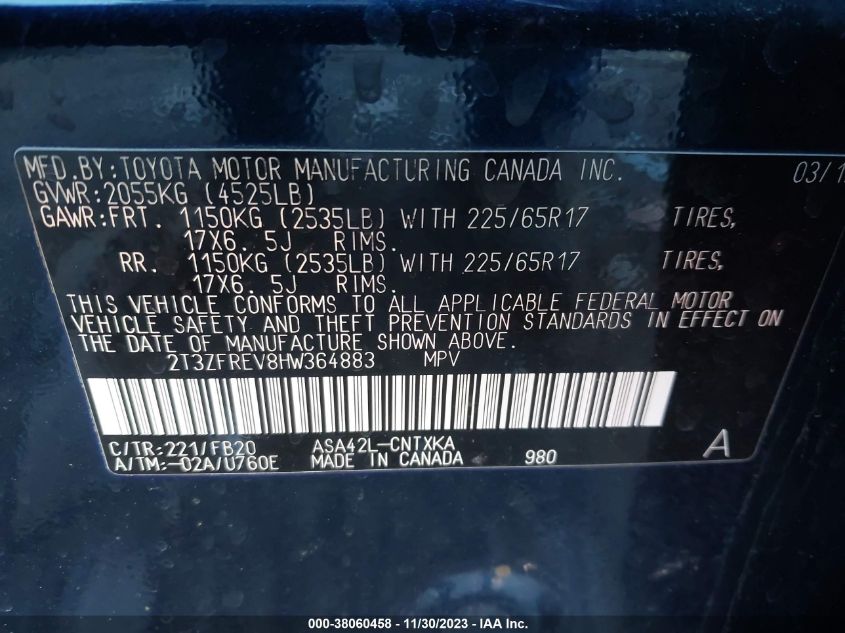 MFD.BY:TOYOTA MOTOR MANUFACTURING CANADA INC. 03/1
GVWR:2055KG (4525LB)
GAWR:FRT. 1150KG (2535LB) WITH 225/65R17 TIRES,
17X6. 5J RIMS.
RR. 1150KG (2535LB) WITH 225/65R17 TIRES,
17X6. 5J RIMS.
THIS VEHICLE CONFORMS TO ALL APPLICABLE FEDERAL MOTOR
VEHICLE SAFETY AND THEFT PREVENTION STANDARDS IN EFFECT ON
THE DATE OF MANUFACTURE SHOWN ABOVE.
2T3ZFREV8HW364883 MPV
C/TR:221/FB20 ASA42L-CNTXKA A
A/TM:-02A/U760E MADE IN CANADA 980
000-38060458 - 11/30/2023 - IAA Inc.